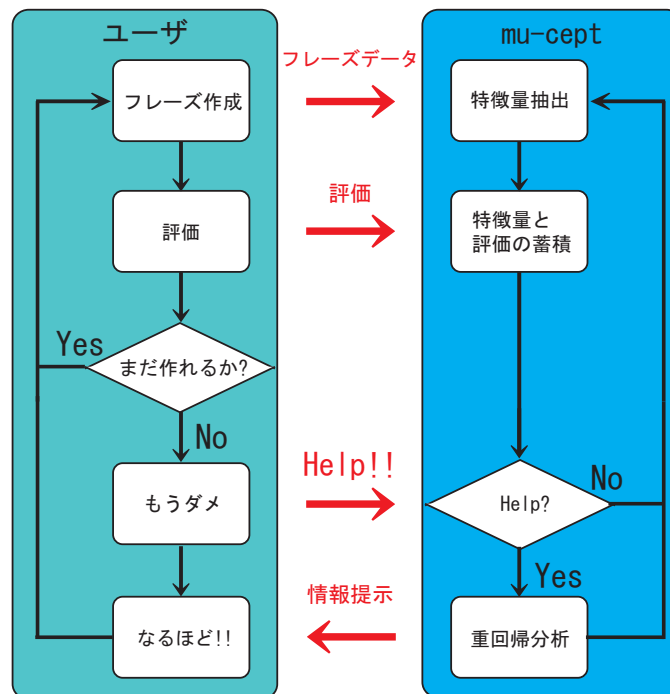 ユーザ
フレーズ作成
評価
まだ作れるか?
Yes
No
もうダメ
なるほど!!
フレーズデータ
評価
Help!!
情報提示
mu-cept
特徴量抽出
特徴量と
評価の蓄積
Help?
No
Yes
重回帰分析